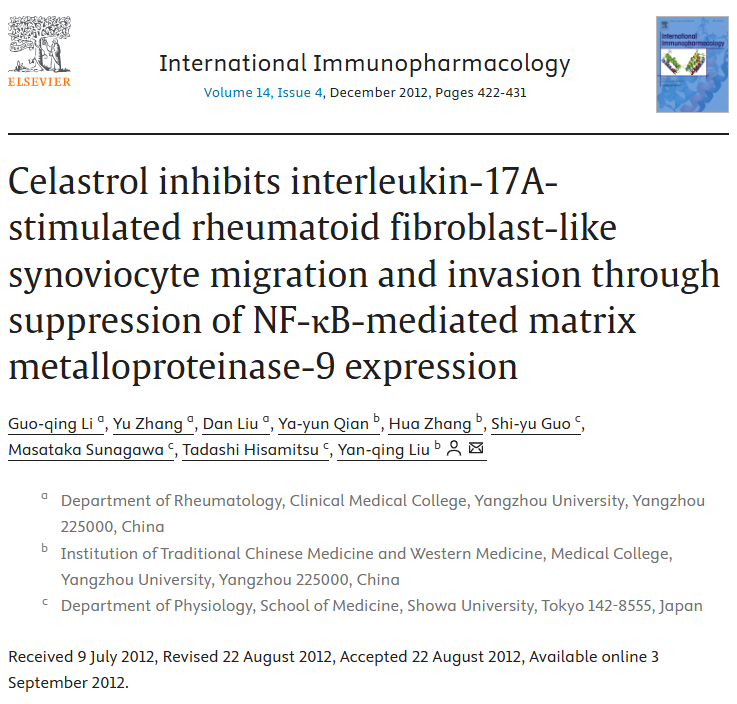 ELSEVIER
International Immunopharmacology
Volume 14, Issue 4, December 2012, Pages 422-431
International
Immunopharmacology
Celastrol inhibits interleukin-17A-
stimulated rheumatoid fibroblast-like
synoviocyte migration and invasion through
suppression of NF-κB-mediated matrix
metalloproteinase-9 expression
Guo-qing Li a, Yu Zhang a, Dan Liu a, Ya-yun Qian b, Hua Zhang b, Shi-yu Guo c,
Masataka Sunagawa c, Tadashi Hisamitsu c, Yan-qing Liu b
a Department of Rheumatology, Clinical Medical College, Yangzhou University, Yangzhou
225000, China
b Institution of Traditional Chinese Medicine and Western Medicine, Medical College,
Yangzhou University, Yangzhou 225000, China
c Department of Physiology, School of Medicine, Showa University, Tokyo 142-8555, Japan
Received 9 July 2012, Revised 22 August 2012, Accepted 22 August 2012, Available online 3
September 2012.